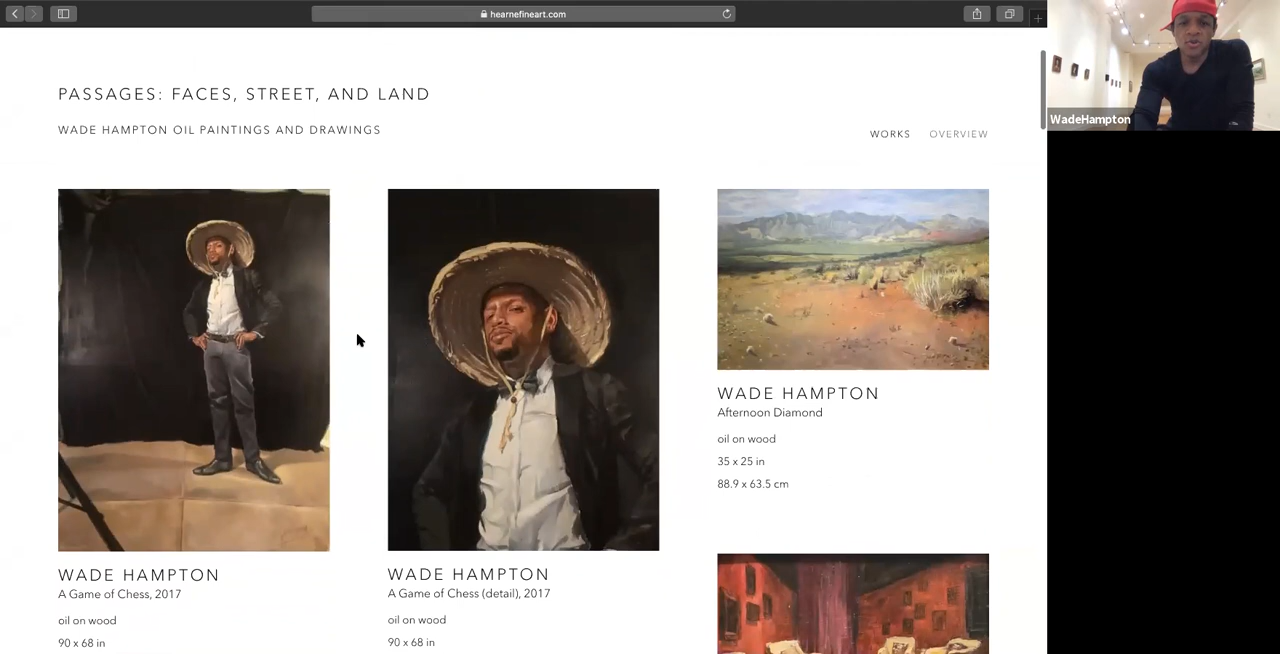 hearnefineart.com
PASSAGES: FACES, STREET, AND LAND
WADE HAMPTON OIL PAINTINGS AND DRAWINGS
WORKS OVERVIEW
WADE HAMPTON
A Game of Chess, 2017
oil on wood
90 x 68 in
WADE HAMPTON
A Game of Chess (detail), 2017
oil on wood
90 x 68 in
WADE HAMPTON
Afternoon Diamond
oil on wood
35 x 25 in
88.9 x 63.5 cm
WadeHampton